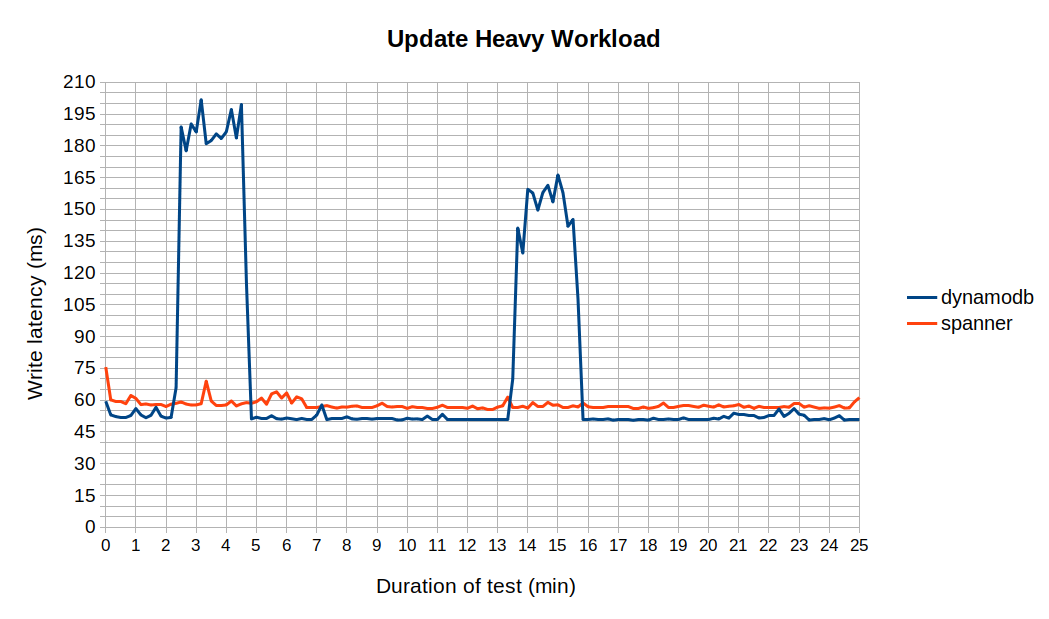 Update Heavy Workload
210
195
180
165
150
135
120
105
90
75
60
45
30
15
0
Write latency (ms)
0 1 2 3 4 5 6 7 8 9 10 11 12 13 14 15 16 17 18 19 20 21 22 23 24 25
Duration of test (min)
dynamodb
spanner